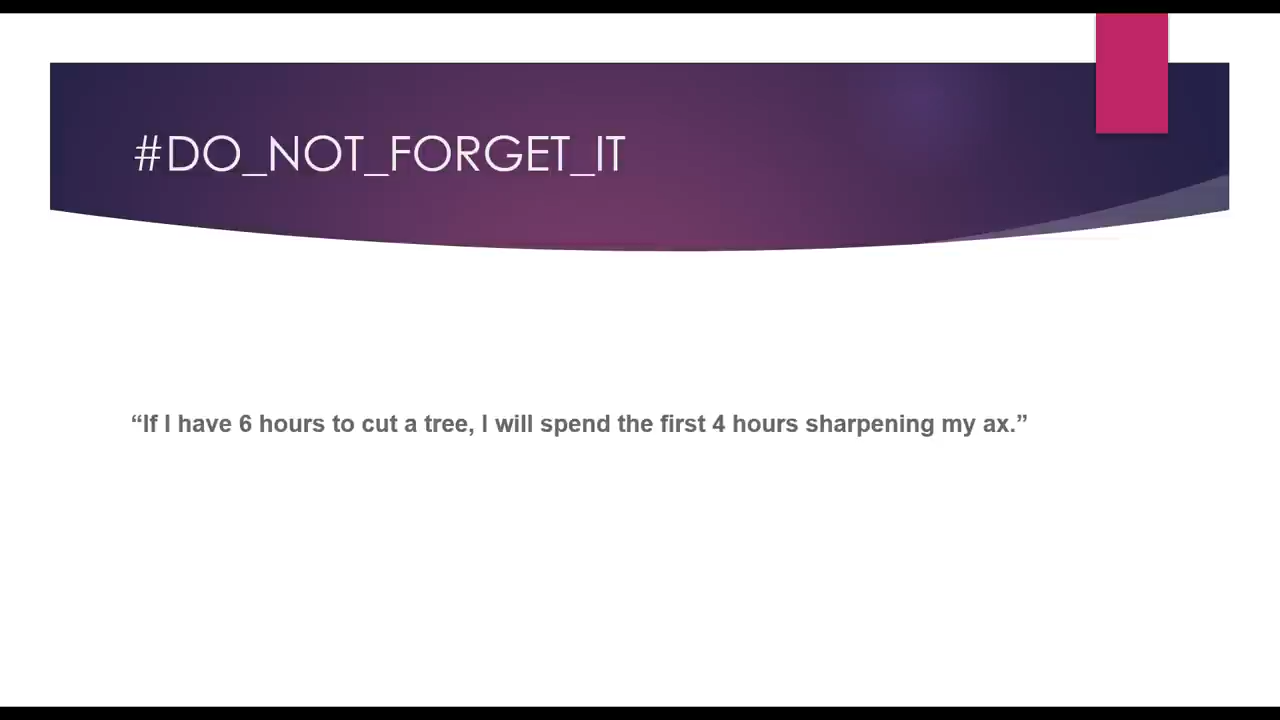 #DO_NOT_FORGET_IT
“If I have 6 hours to cut a tree, I will spend the first 4 hours sharpening my ax.”